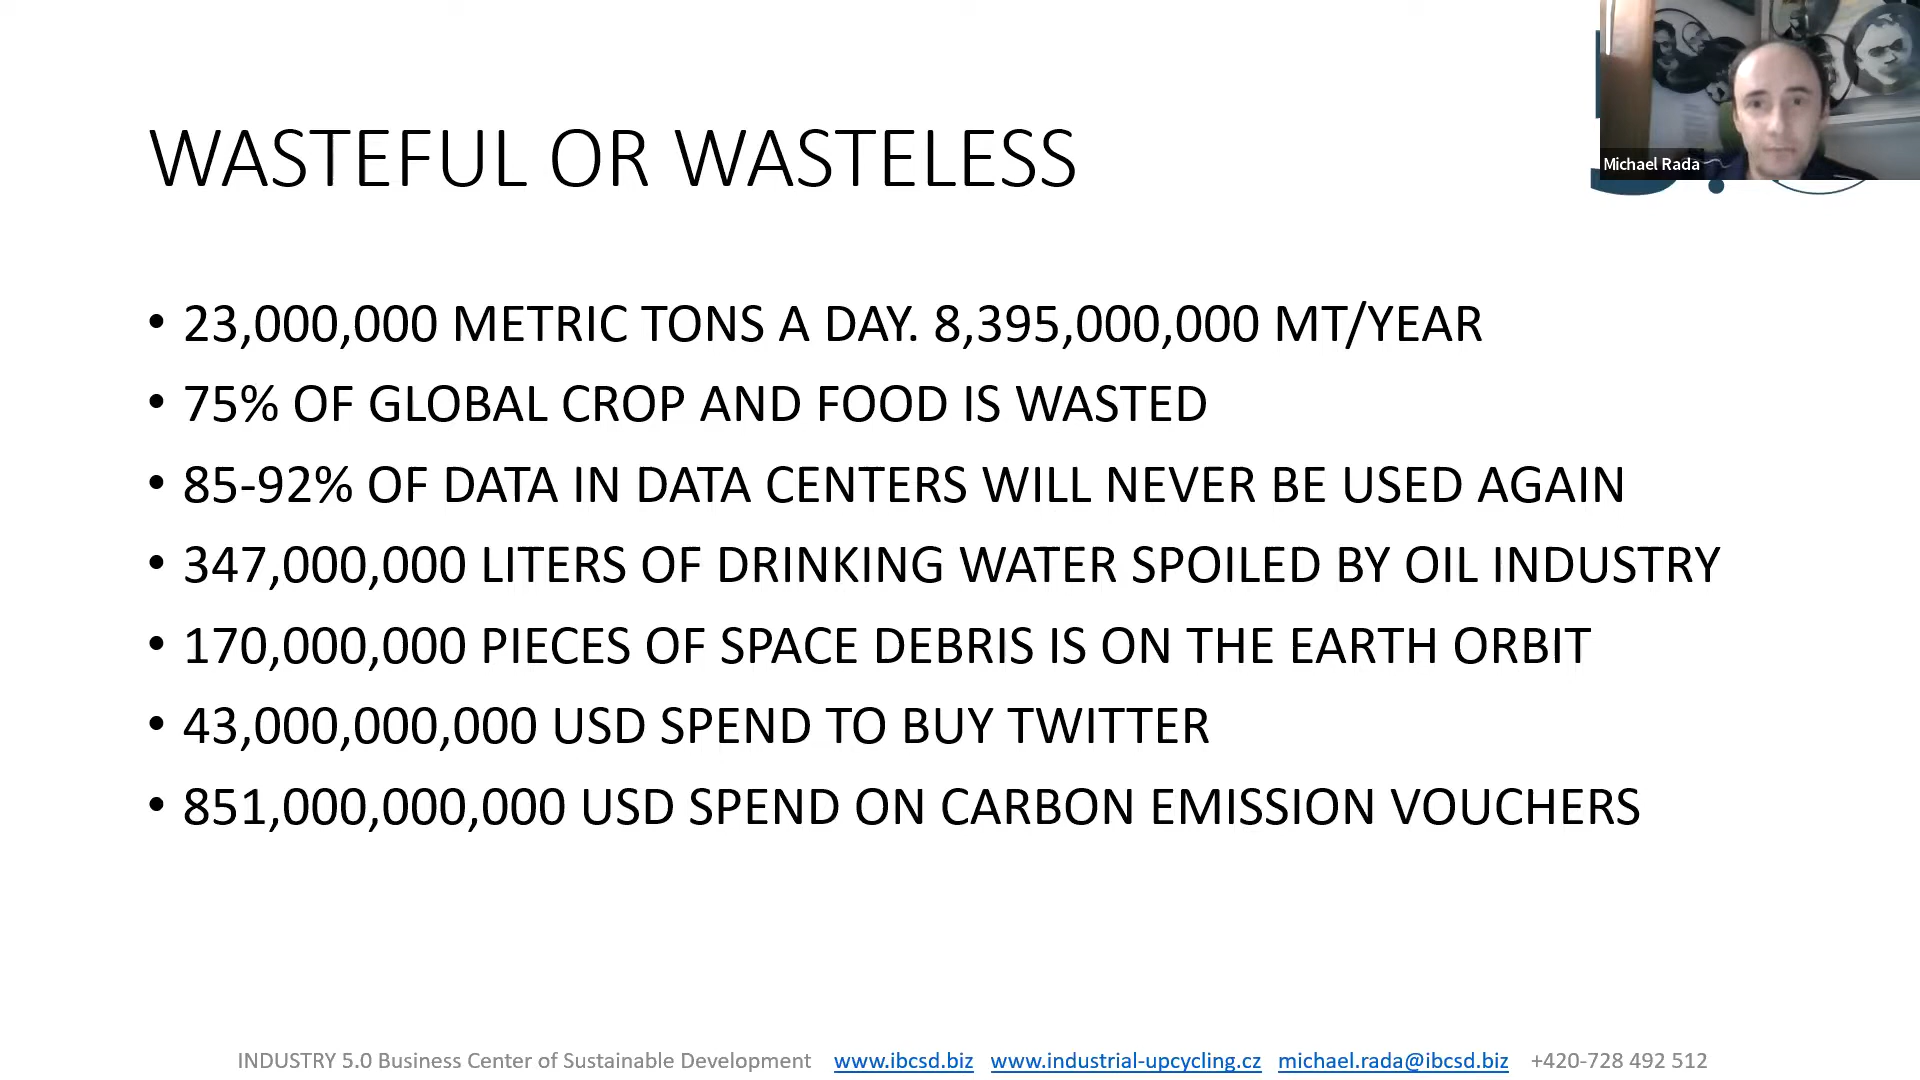 WASTEFUL OR WASTELESS
Michael Rada
• 23,000,000 METRIC TONS A DAY. 8,395,000,000 MT/YEAR
• 75% OF GLOBAL CROP AND FOOD IS WASTED
• 85-92% OF DATA IN DATA CENTERS WILL NEVER BE USED AGAIN
• 347,000,000 LITERS OF DRINKING WATER SPOILED BY OIL INDUSTRY
• 170,000,000 PIECES OF SPACE DEBRIS IS ON THE EARTH ORBIT
• 43,000,000,000 USD SPEND TO BUY TWITTER
• 851,000,000,000 USD SPEND ON CARBON EMISSION VOUCHERS
INDUSTRY 5.0 Business Center of Sustainable Development www.ibcsd.biz www.industrial-upcycling.cz michael.rada@ibcsd.biz +420-728 492 512